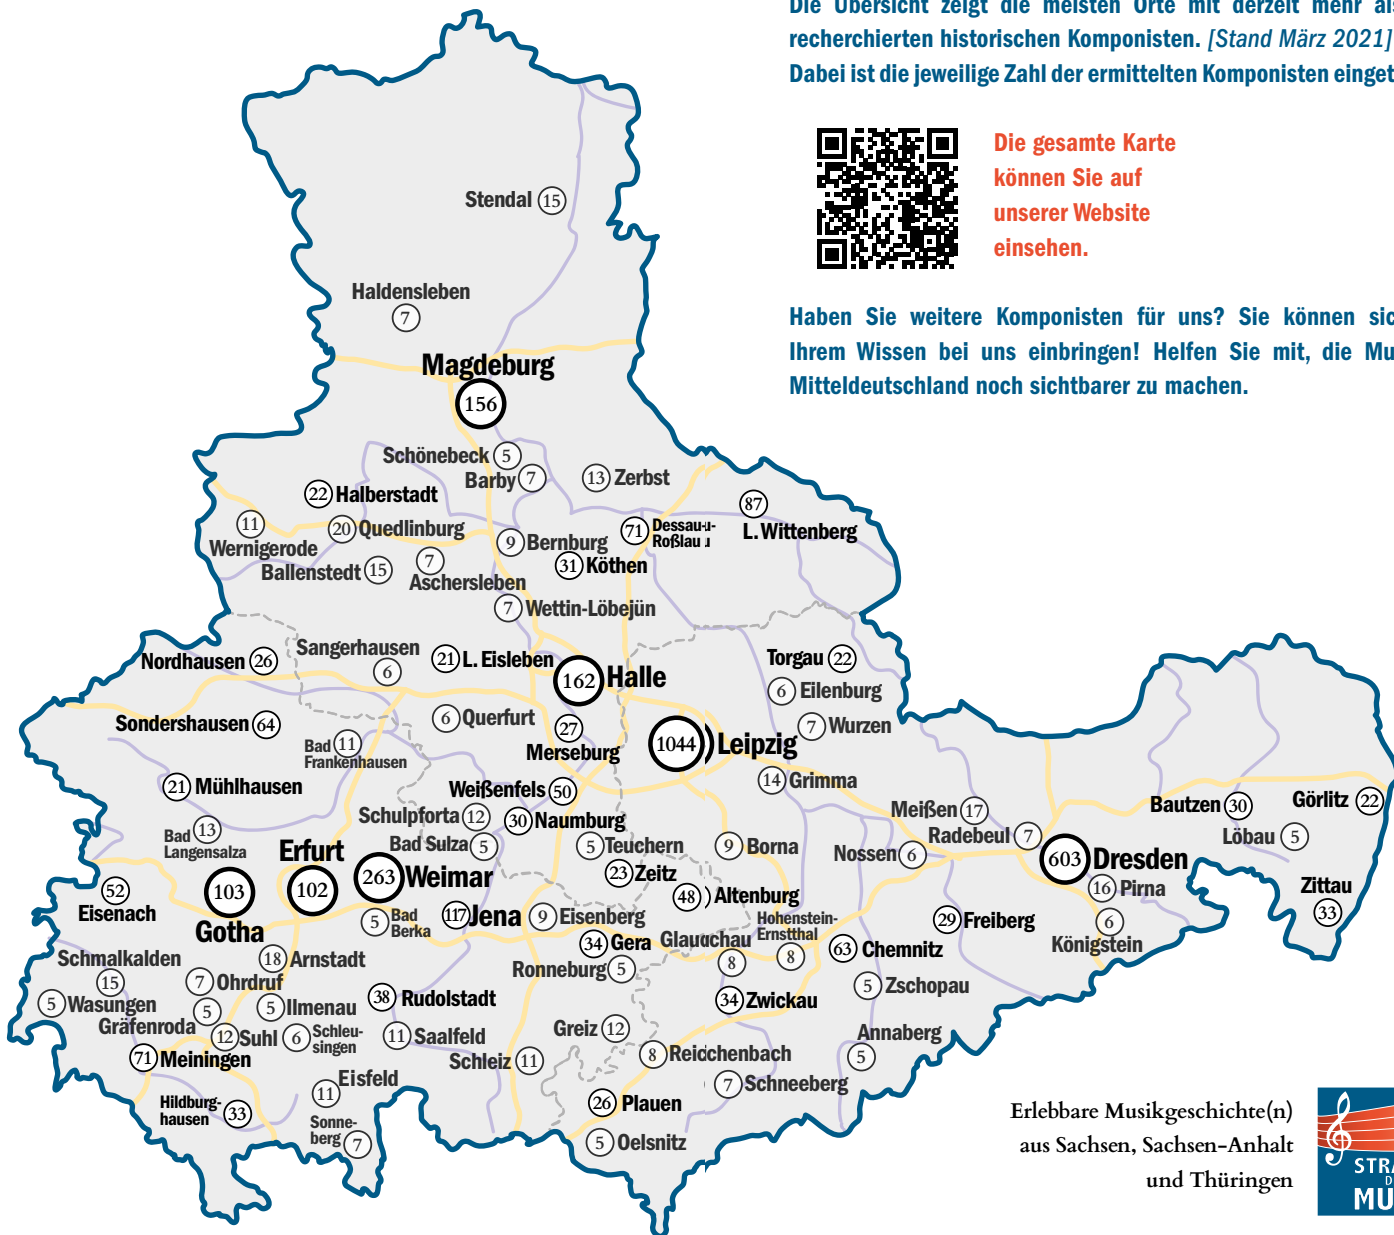 Die Übersicht zeigt die meisten Orte mit derzeit mehr als
recherchierten historischen Komponisten. [Stand März 2021]
Dabei ist die jeweilige Zahl der ermittelten Komponisten
Die gesamte Karte
können Sie auf
unserer Website
einsehen.
Haben Sie weitere Komponisten für uns? Sie können
Ihrem Wissen bei uns einbringen! Helfen Sie mit, die
Mitteldeutschland noch sichtbarer zu machen.
Stendal 15
Haldensleben
7
Magdeburg
156
Schönebeck 5
Barby 7
13 Zerbst
22 Halberstadt
87
L. Wittenberg
11
Wernigerode
20 Quedlinburg
71 Dessau-
Roßlau
9 Bernburg
31 Köthen
Ballenstedt 15
7
Aschersleben
7 Wettin-Löbejün
Nordhausen 26
Sangerhausen
6
21 L. Eisleben
162 Halle
Torgau 22
6 Eilenburg
Sondershausen 64
6 Querfurt
27
Merseburg
1044 Leipzig
7 Wurzen
Bad 11
Frankenhausen
21 Mühlhausen
Weißenfels 50
14 Grimma
Schulpforta 12
30 Naumburg
Meißen 17
Radebeul 7
Bautzen 30
Görlitz 22
Löbau 5
Bad 13
Langensalza
Bad Sulza 5
5 Teuchern
9 Borna
Nossen 6
603 Dresden
Erfurt
102
263 Weimar
23 Zeitz
48 Altenburg
16 Pirna
Zittau
33
52
Eisenach
103
Gotha
5 Bad
Berka
117 Jena
9 Eisenberg
34 Gera
Glauchau
8
Hohenstein-
Ernstthal
8
63 Chemnitz
29 Freiberg
6
Königstein
Schmalkalden
15
18 Arnstadt
Ronneburg 5
7 Ohrdruf
5 Wasungen
5
Gräfenroda
5 Ilmenau
38 Rudolstadt
34 Zwickau
5 Zschopau
12 Suhl
6 Schleu-
singen
11 Saalfeld
Greiz 12
Annaberg
5
71 Meiningen
Schleiz 11
8 Reichenbach
11 Eisfeld
7 Schneeberg
Hildburg-
hausen 33
26 Plauen
Sonne-
berg 7
5 Oelsnitz
Erlebbare Musikgeschichte(n)
aus Sachsen, Sachsen-Anhalt
und Thüringen